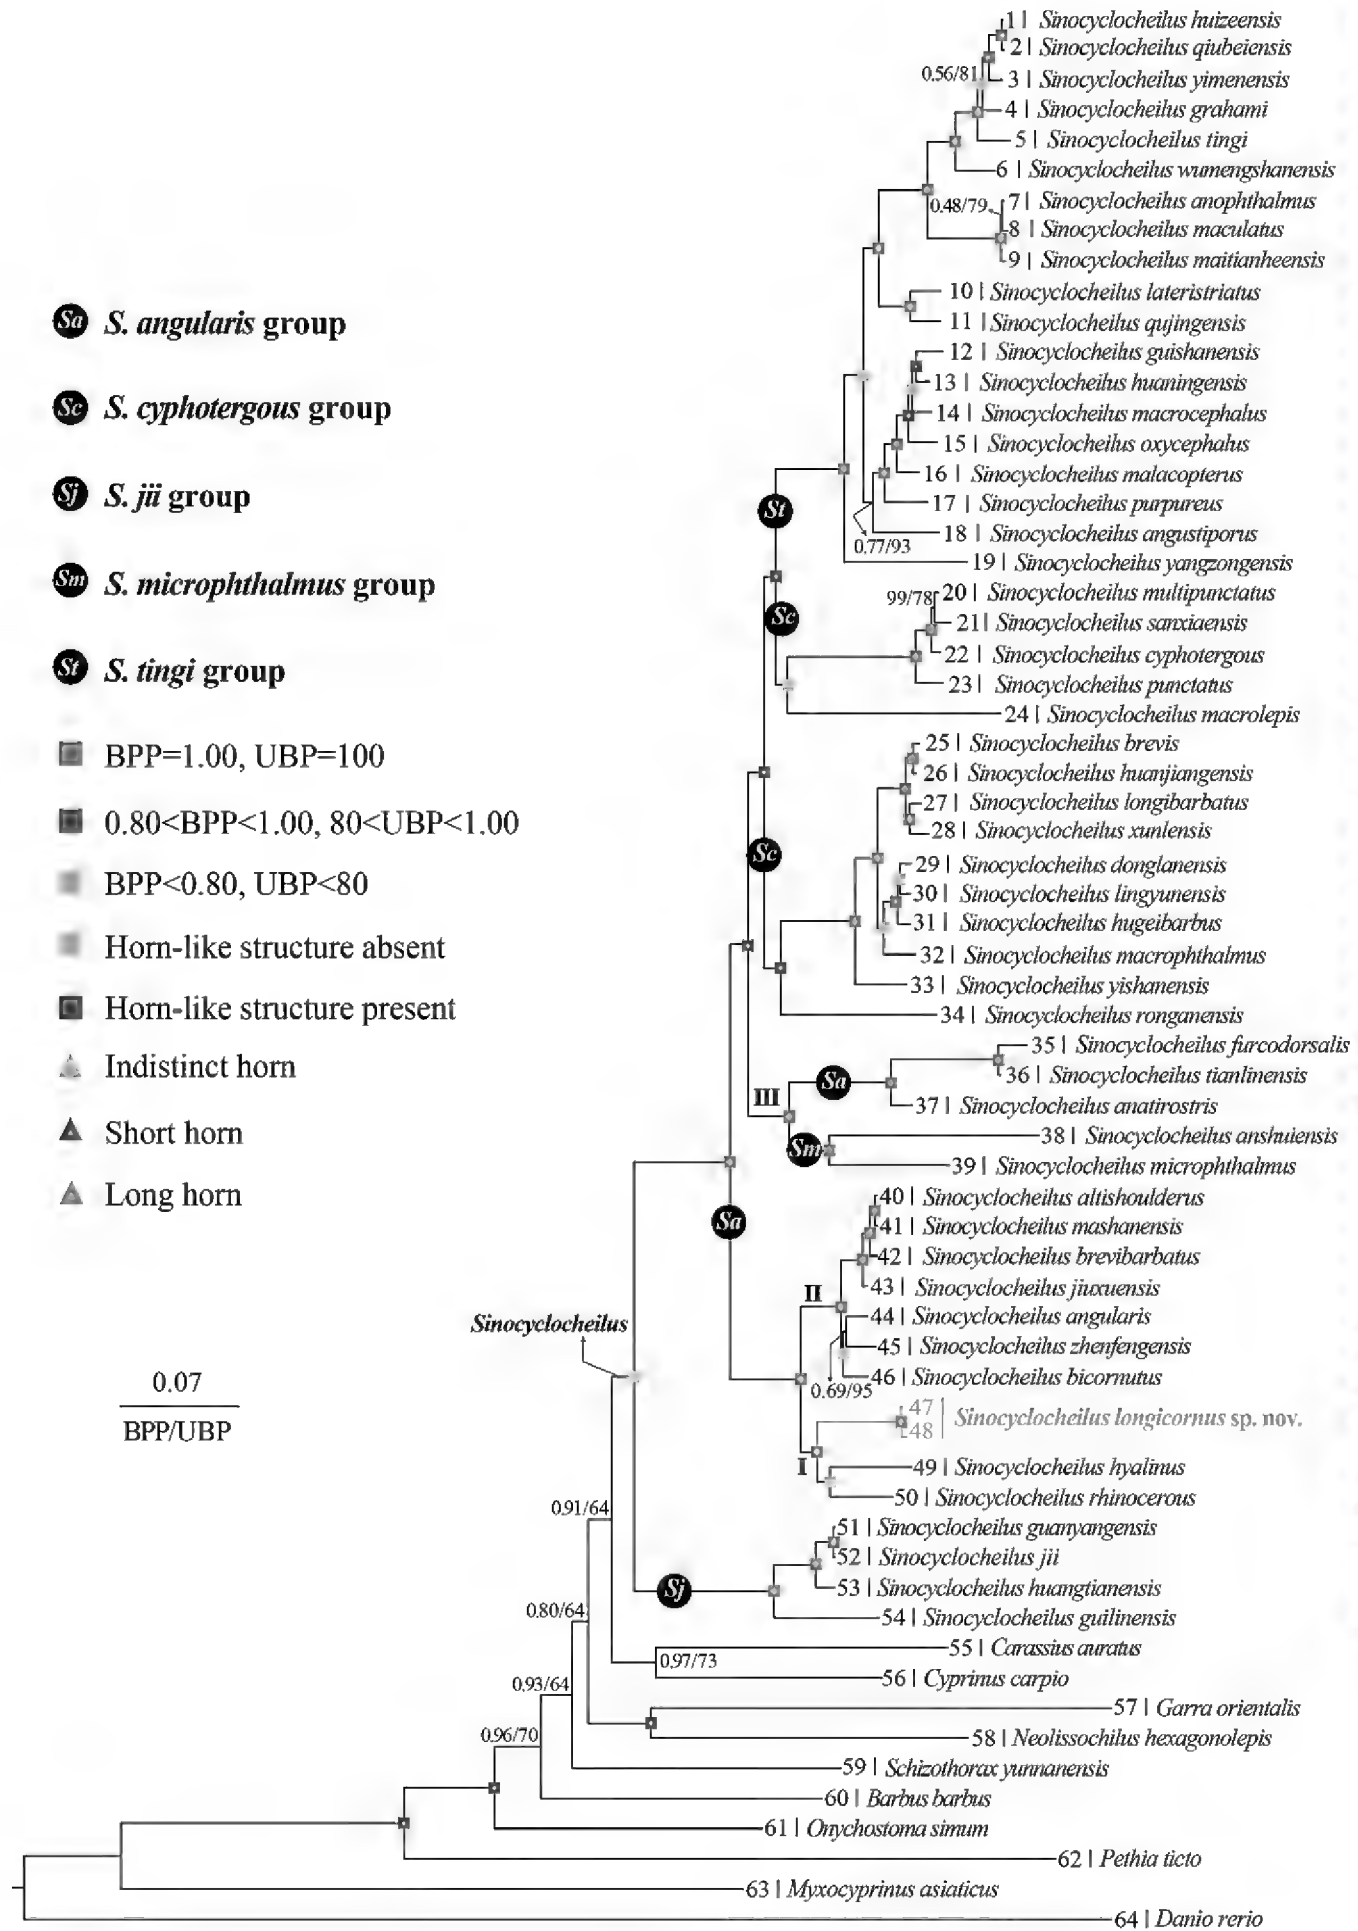 1 | Sinocyclocheilus huizeensis
2 | Sinocyclocheilus qiubeiensis
0.56/81
3 | Sinocyclocheilus yimenensis
4 | Sinocyclocheilus grahami
5 | Sinocyclocheilus tingi
6 | Sinocyclocheilus wumengshanensis
0.48/79
7 | Sinocyclocheilus anophthalmus
8 | Sinocyclocheilus maculatus
9 | Sinocyclocheilus maitianheensis
10 | Sinocyclocheilus lateristriatus
11 | Sinocyclocheilus qujingensis
12 | Sinocyclocheilus guishanensis
13 | Sinocyclocheilus huaningensis
14 | Sinocyclocheilus macrocephalus
15 | Sinocyclocheilus oxycephalus
16 | Sinocyclocheilus malacopterus
17 | Sinocyclocheilus purpureus
18 | Sinocyclocheilus angustiporus
0.77/93
19 | Sinocyclocheilus yangzongensis
St
99/78
20 | Sinocyclocheilus multipunctatus
21 | Sinocyclocheilus sanxiaensis
Sc
22 | Sinocyclocheilus cyphotergous
23 | Sinocyclocheilus punctatus
24 | Sinocyclocheilus macrolepis
25 | Sinocyclocheilus brevis
26 | Sinocyclocheilus huanjiangensis
27 | Sinocyclocheilus longibarbatus
28 | Sinocyclocheilus xunlensis
Sc
29 | Sinocyclocheilus donglanensis
30 | Sinocyclocheilus lingyunensis
31 | Sinocyclocheilus hugeibarbus
32 | Sinocyclocheilus macrophthalmus
33 | Sinocyclocheilus yishanensis
34 | Sinocyclocheilus ronganensis
35 | Sinocyclocheilus furcodorsalis
36 | Sinocyclocheilus tianlinensis
Sa
III
37 | Sinocyclocheilus anatirostris
38 | Sinocyclocheilus anshuiensis
Sm
39 | Sinocyclocheilus microphthalmus
40 | Sinocyclocheilus altishoulderus
Sa
41 | Sinocyclocheilus mashanensis
42 | Sinocyclocheilus brevibarbatus
43 | Sinocyclocheilus jiuxuensis
II
44 | Sinocyclocheilus angularis
45 | Sinocyclocheilus zhenfengensis
46 | Sinocyclocheilus bicornutus
0.69/95
47
48
Sinocyclocheilus longicornus sp. nov.
I
49 | Sinocyclocheilus hyalinus
50 | Sinocyclocheilus rhinocerous
51 | Sinocyclocheilus guanyangensis
52 | Sinocyclocheilus jii
53 | Sinocyclocheilus huangtianensis
Sj
54 | Sinocyclocheilus guilinensis
55 | Carassius auratus
0.97/73
56 | Cyprinus carpio
57 | Garra orientalis
58 | Neolissochilus hexagonolepis
59 | Schizothorax yunnanensis
60 | Barbus barbus
61 | Onychostoma simum
62 | Pethia ticto
63 | Myxocyprinus asiaticus
64 | Danio rerio
Sinocyclocheilus
0.91/64
0.80/64
0.93/64
0.96/70
Sa S. angularis group
Sc S. cyphotergous group
Sj S. jii group
Sm S. microphthalmus group
St S. tingi group
BPP=1.00, UBP=100
0.80<BPP<1.00, 80<UBP<1.00
BPP<0.80, UBP<80
Horn-like structure absent
Horn-like structure present
Indistinct horn
Short horn
Long horn
0.07
BPP/UBP